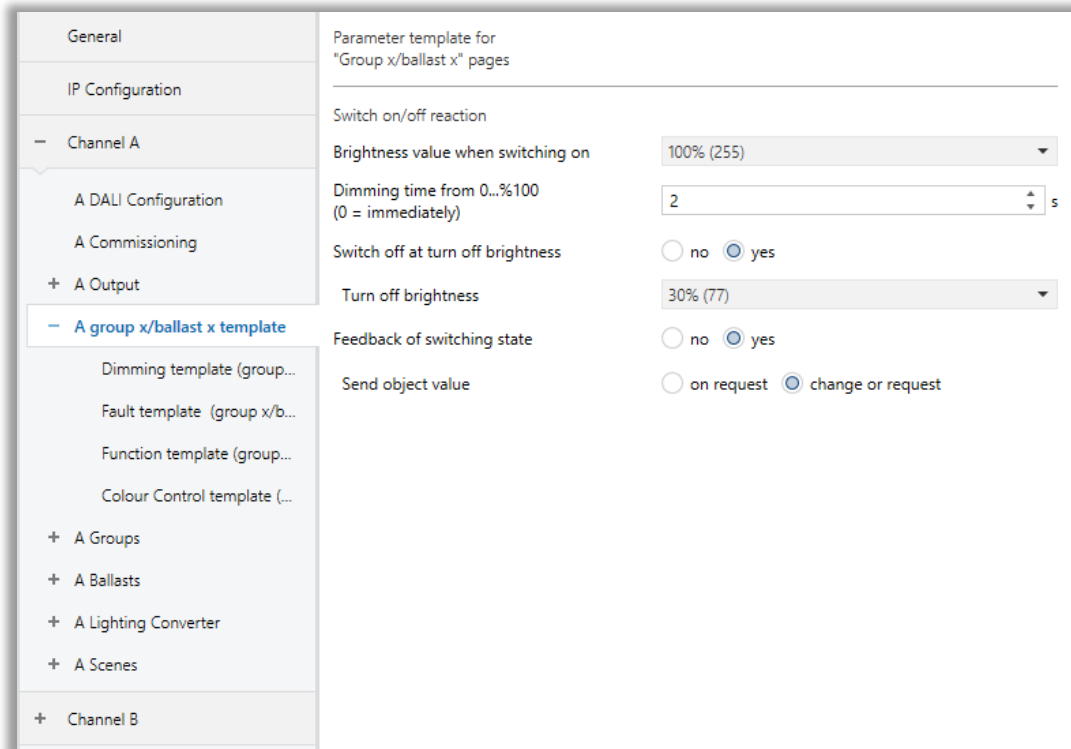 General
IP Configuration
− Channel A
A DALI Configuration
A Commissioning
+ A Output
− A group x/ballast x template
Dimming template (group...
Fault template (group x/b...
Function template (group...
Colour Control template (...
+ A Groups
+ A Ballasts
+ A Lighting Converter
+ A Scenes
+ Channel B
Parameter template for
"Group x/ballast x" pages
Switch on/off reaction
Brightness value when switching on 100% (255)
Dimming time from 0...%100
(0 = immediately) 2 s
Switch off at turn off brightness no yes
Turn off brightness 30% (77)
Feedback of switching state no yes
Send object value on request change or request